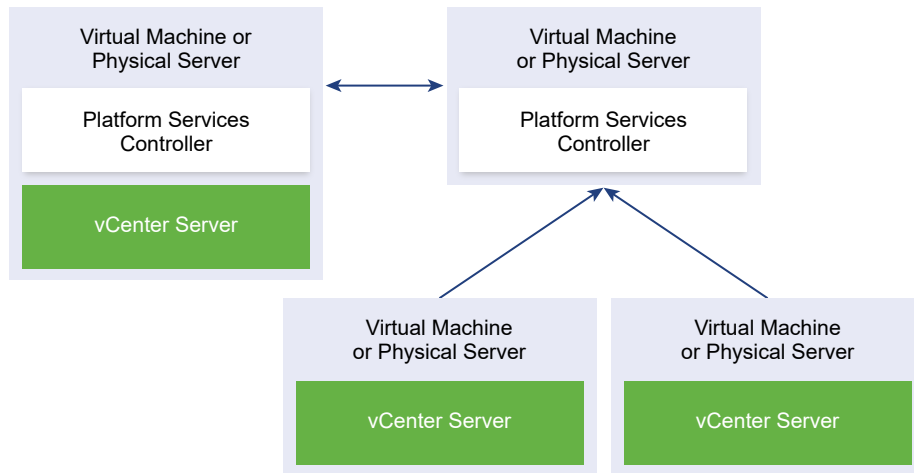 Virtual Machine or
Physical Server
Platform Services
Controller
vCenter Server
Virtual Machine
or Physical Server
Platform Services
Controller
Virtual Machine
or Physical Server
vCenter Server
Virtual Machine
or Physical Server
vCenter Server